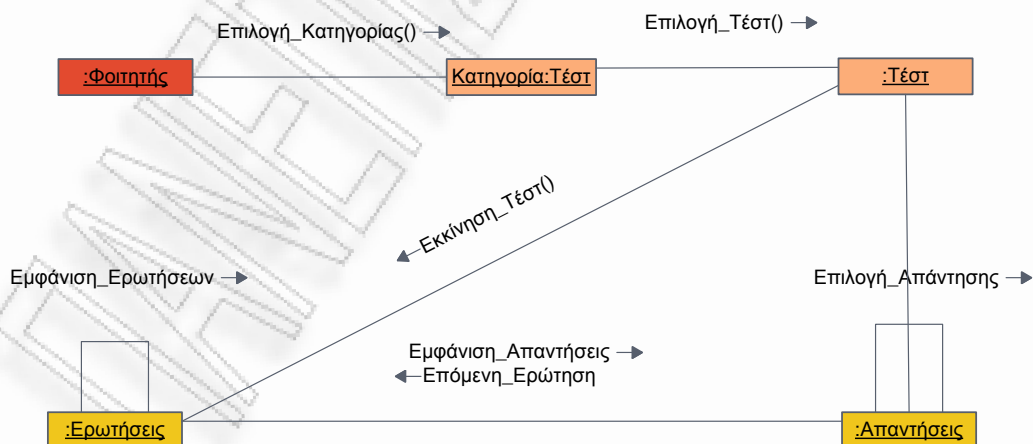 Επιλογή_Κατηγορίας()
Επιλογή_Τέστ()
:Φοιτητής
Κατηγορία:Τέστ
:Τέστ
Εκκίνηση_Τέστ()
Εμφάνιση_Ερωτήσεων
Επιλογή_Απάντησης
Εμφάνιση_Απαντήσεις
Επόμενη_Ερώτηση
:Ερωτήσεις
:Απαντήσεις